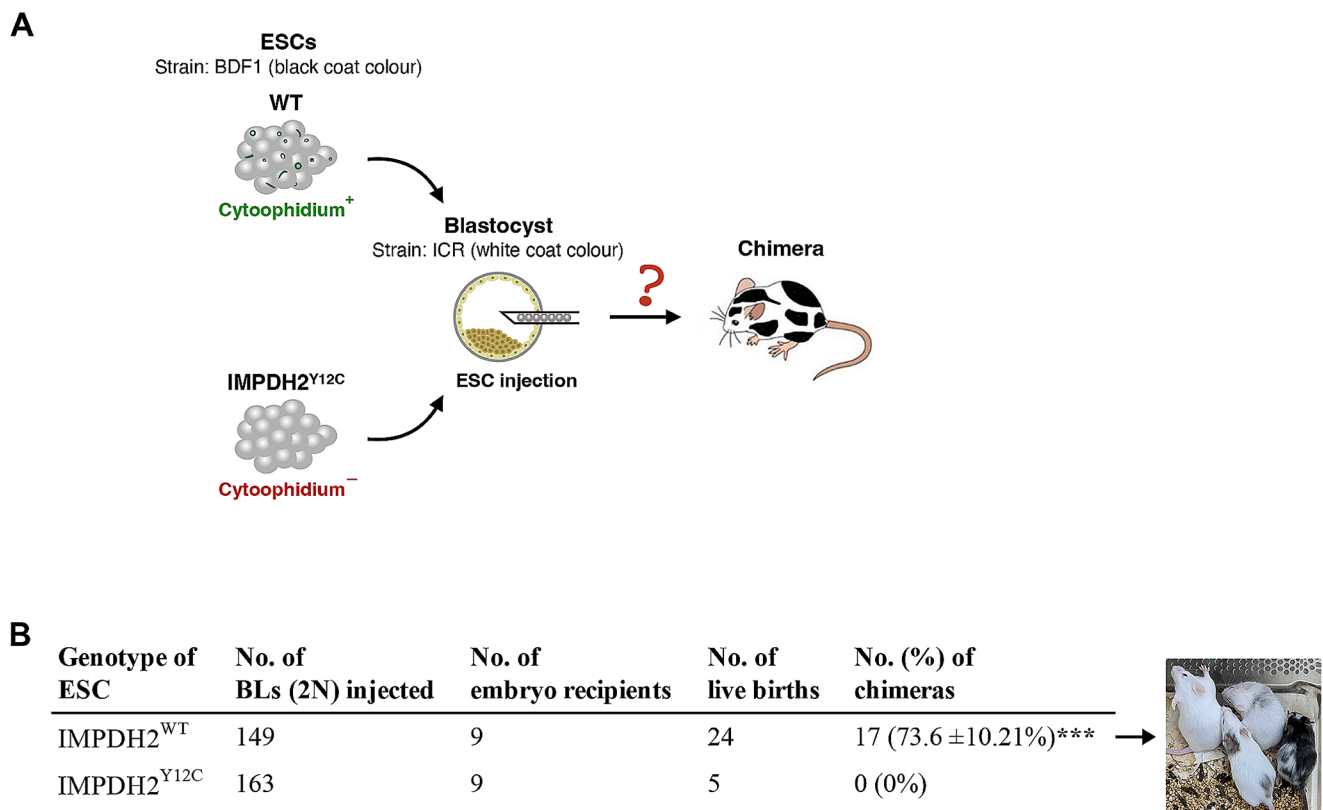 A
ESCs
Strain: BDF1 (black coat colour)
WT
Cytoophidium+
Blastocyst
Strain: ICR (white coat colour)
?
Chimera
ESC injection
IMPDH2Y12C
Cytoophidium–
B
Genotype of ESC No. of BLs (2N) injected No. of embryo recipients No. of live births No. (%) of chimeras
IMPDH2WT 149 9 24 17 (73.6 ±10.21%)***
IMPDH2Y12C 163 9 5 0 (0%)